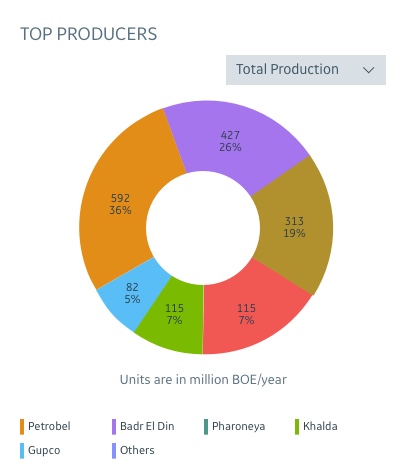 TOP PRODUCERS
Total Production
427
26%
592
36%
313
19%
82
5%
115
7%
115
7%
Units are in million BOE/year
Petrobel Badr El Din Pharoneya Khalda
Gupco Others